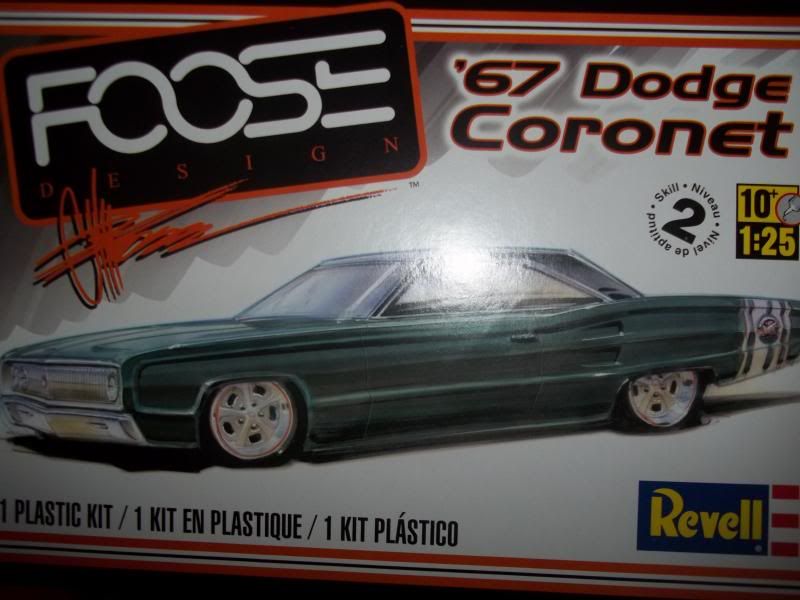 FOOSE
DESIGN
™
'67 Dodge
Coronet
Skill • Niveau • Nivel de aptitud •
2
10+
1:25
1 PLASTIC KIT / 1 KIT EN PLASTIQUE / 1 KIT PLÁSTICO
Revell